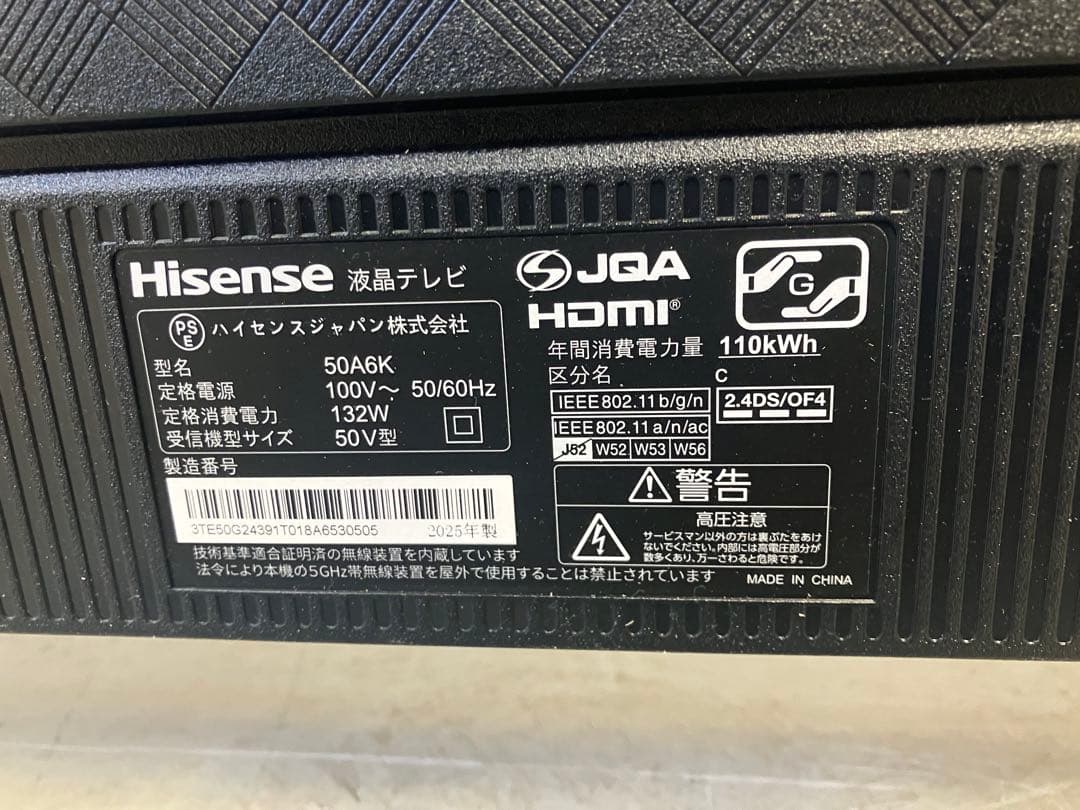 Hisense 液晶テレビ
PSE ハイセンスジャパン株式会社
型名 50A6K
定格電源 100V～ 50/60Hz
定格消費電力 132W
受信機型サイズ 50V型
製造番号
3TE50G24391T018A6530505 2025年製
技術基準適合証明済の無線装置を内蔵しています
法令により本機の5GHz帯無線装置を屋外で使用することは禁止されています
JQA
HDMI®
G
年間消費電力量 110kWh
区分名 C
IEEE802.11b/g/n
2.4DS/OF4
IEEE802.11a/n/ac
J52 W52 W53 W56
警告
高圧注意
サービスマン以外の方は裏ぶたをあけ
ないでください。内部には高電圧部分が
数多くあり、万一さわると危険です。
MADE IN CHINA